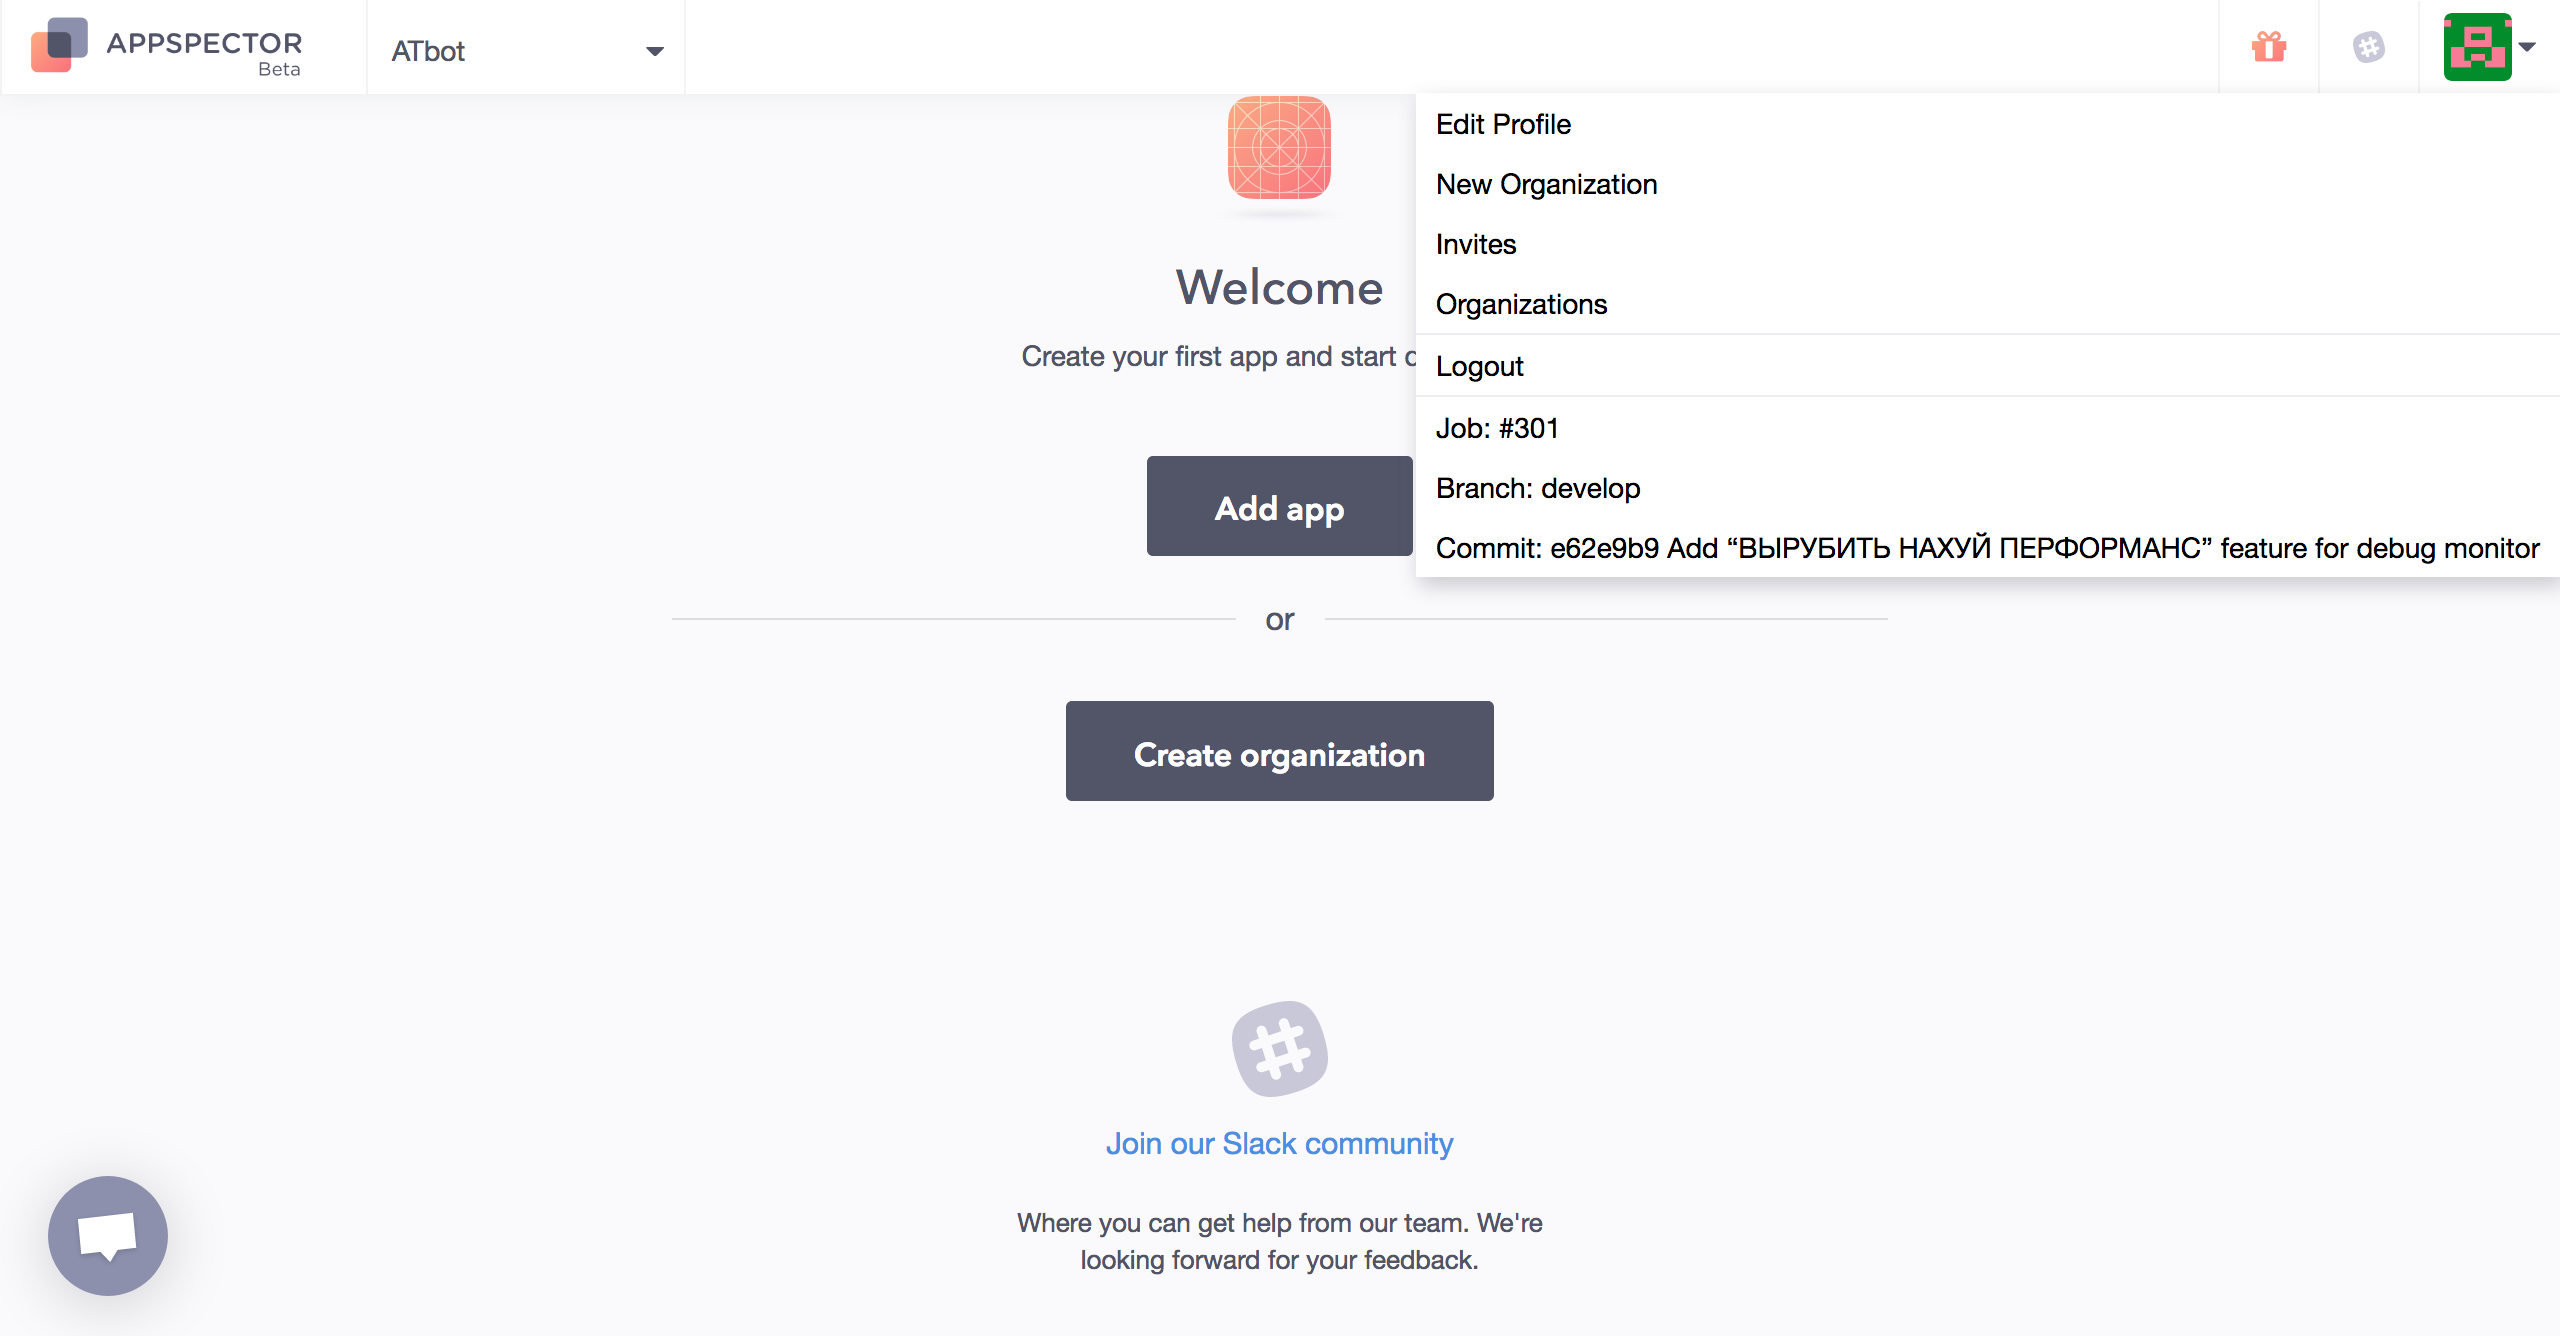 APPSPECTOR
Beta
ATbot
Edit Profile
New Organization
Invites
Organizations
Logout
Job: #301
Branch: develop
Commit: e62e9b9 Add “ВЫРУБИТЬ НАХУЙ ПЕРФОРМАНС” feature for debug monitor
Welcome
Create your first app and start
Add app
or
Create organization
Join our Slack community
Where you can get help from our team. We're
looking forward for your feedback.